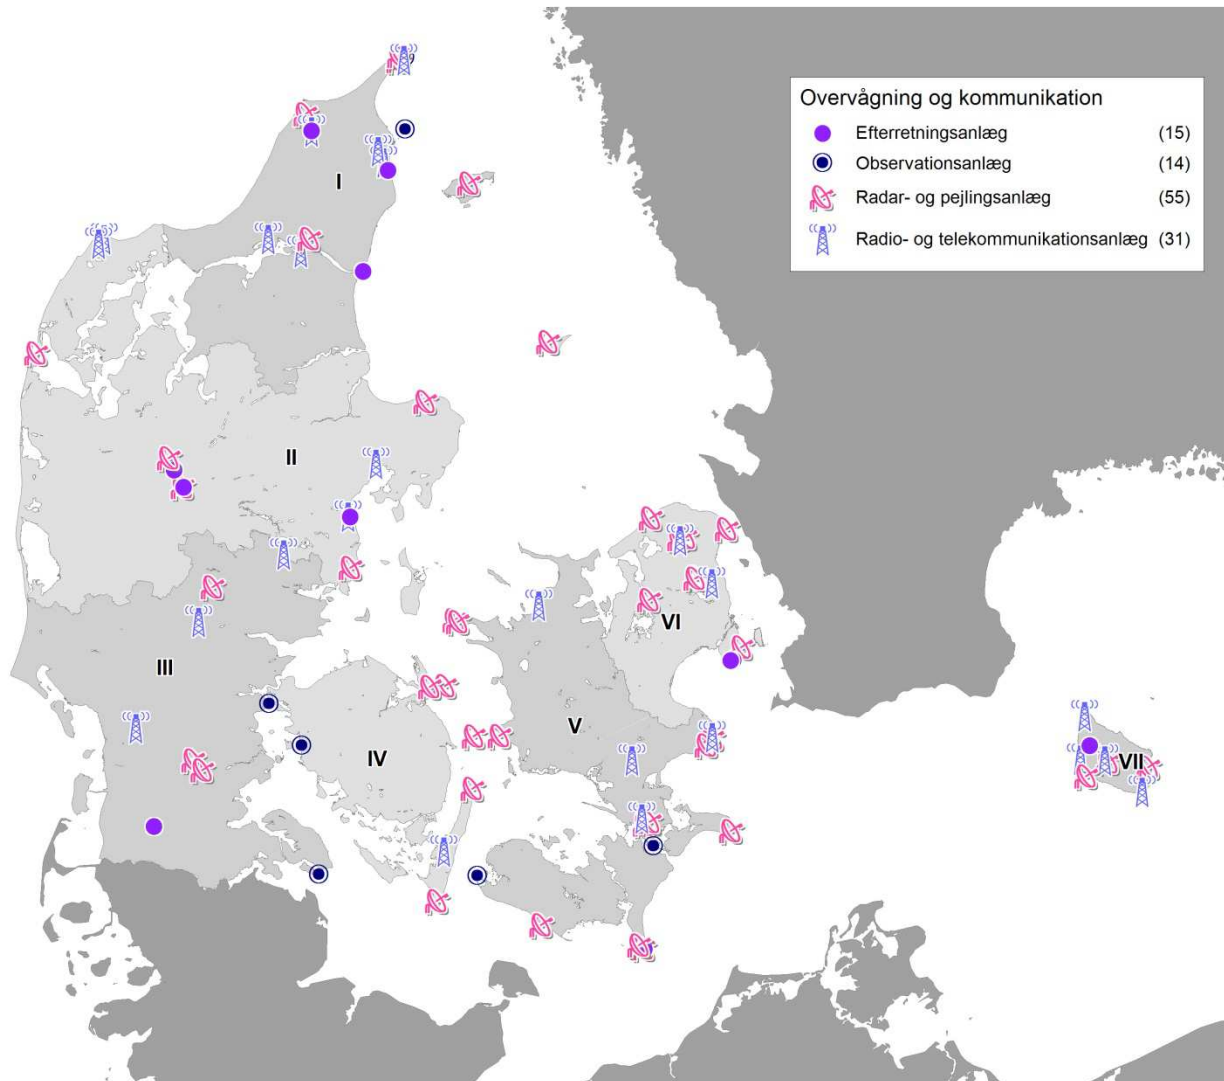 Overvågning og kommunikation
Efterretningsanlæg (15)
Observationsanlæg (14)
Radar- og pejlingsanlæg (55)
Radio- og telekommunikationsanlæg (31)
I
II
VI
III
V
IV
VII